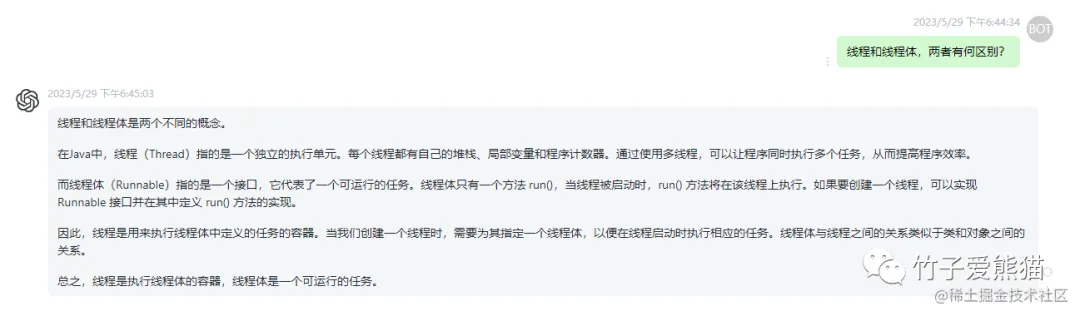 2023/5/29 下午6:44:34
BOT
线程和线程体，两者有何区别?
2023/5/29 下午6:45:03
线程和线程体是两个不同的概念。
在Java中，线程（Thread）指的是一个独立的执行单元。每个线程都有自己的堆栈、局部变量和程序计数器。通过使用多线程，可以让程序同时执行多个任务，从而提高程序效率。
而线程体（Runnable）指的是一个接口，它代表了一个可运行的任务。线程体只有一个方法 run()，当线程被启动时，run() 方法将在该线程上执行。如果要创建一个线程，可以实现
Runnable 接口并在其中定义 run() 方法的实现。
因此，线程是用来执行线程体中定义的任务的容器。当我们创建一个线程时，需要为其指定一个线程体，以便在线程启动时执行相应的任务。线程体与线程之间的关系类似于类和对象之间的
关系。
总之，线程是执行线程体的容器，线程体是一个可运行的任务。
竹子爱熊猫
@稀土掘金技术社区